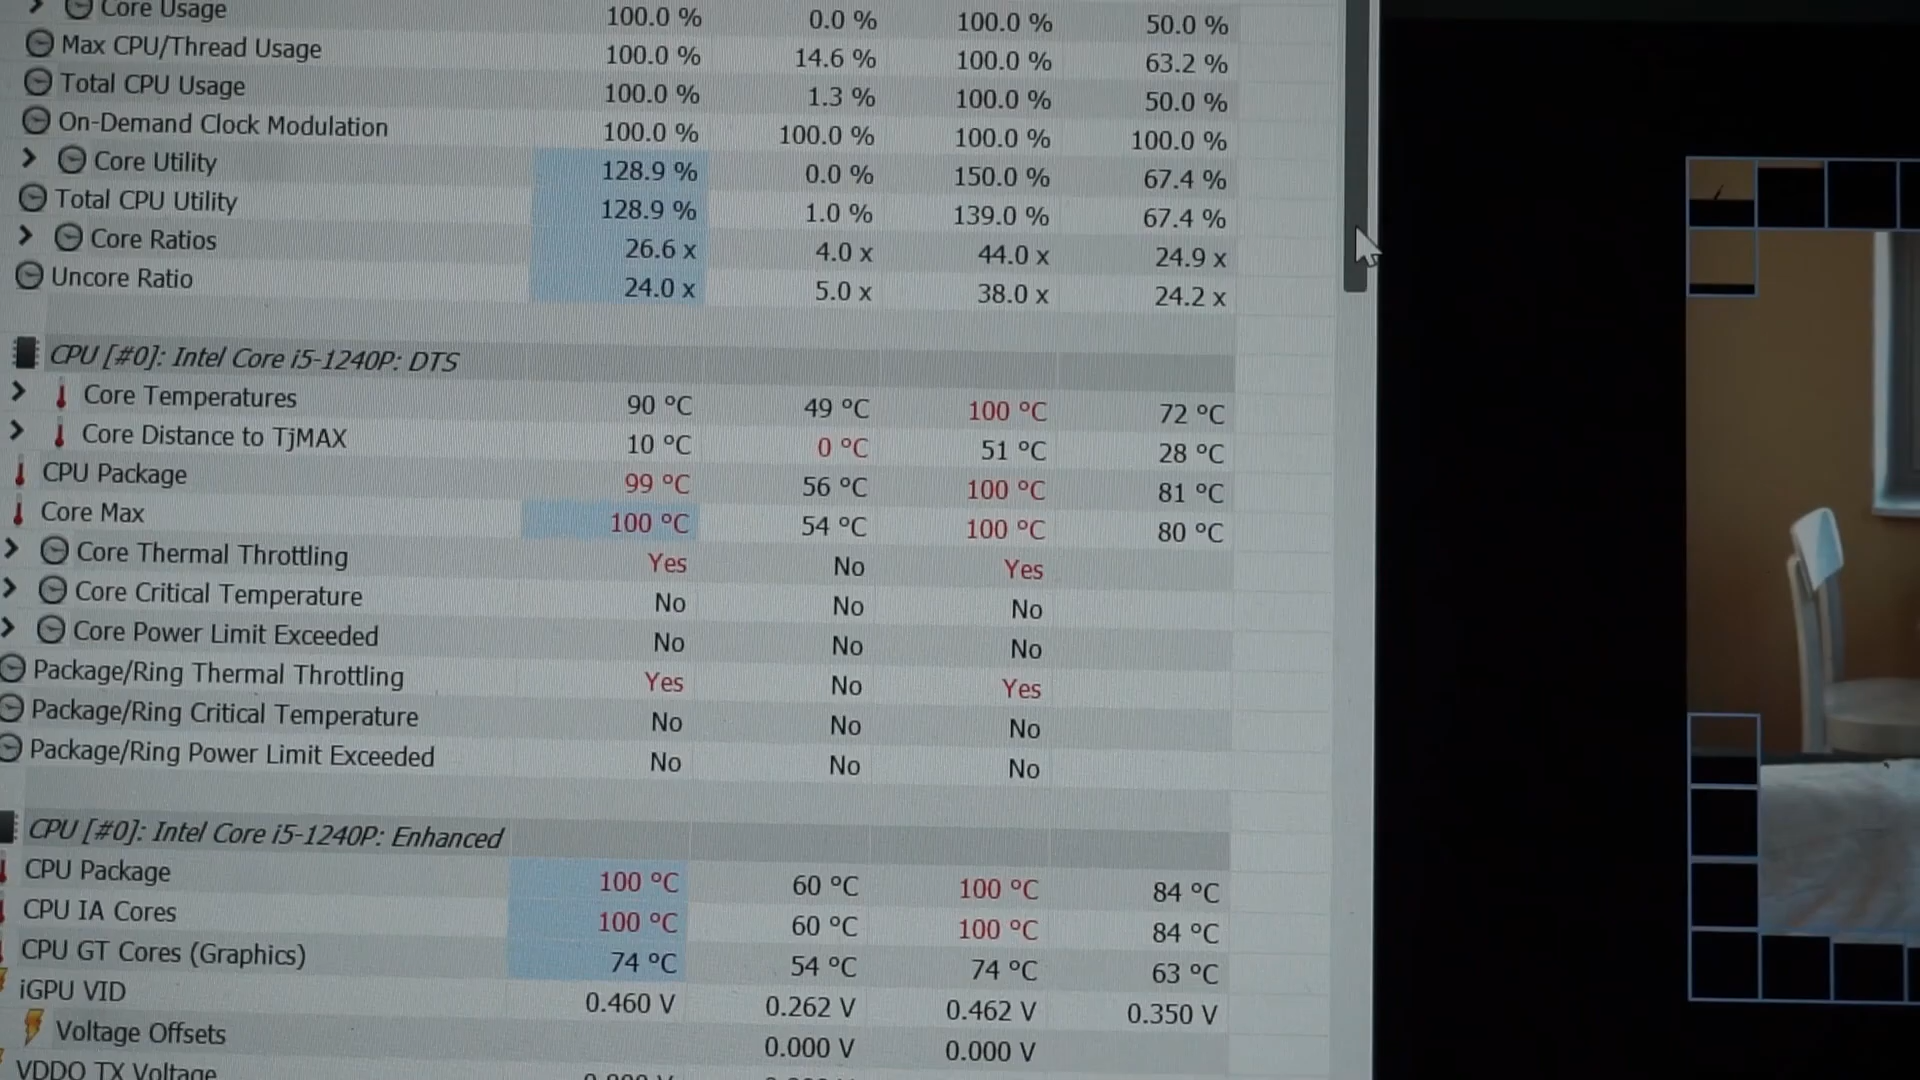 Core Usage 100.0 % 0.0 % 100.0 % 50.0 %
Max CPU/Thread Usage 100.0 % 14.6 % 100.0 % 63.2 %
Total CPU Usage 100.0 % 1.3 % 100.0 % 50.0 %
On-Demand Clock Modulation 100.0 % 100.0 % 100.0 % 100.0 %
Core Utility 128.9 % 0.0 % 150.0 % 67.4 %
Total CPU Utility 128.9 % 1.0 % 139.0 % 67.4 %
Core Ratios 26.6 x 4.0 x 44.0 x 24.9 x
Uncore Ratio 24.0 x 5.0 x 38.0 x 24.2 x
CPU [#0]: Intel Core i5-1240P: DTS
Core Temperatures 90 °C 49 °C 100 °C 72 °C
Core Distance to TjMAX 10 °C 0 °C 51 °C 28 °C
CPU Package 99 °C 56 °C 100 °C 81 °C
Core Max 100 °C 54 °C 100 °C 80 °C
Core Thermal Throttling Yes No Yes
Core Critical Temperature No No No
Core Power Limit Exceeded No No No
Package/Ring Thermal Throttling Yes No Yes
Package/Ring Critical Temperature No No No
Package/Ring Power Limit Exceeded No No No
CPU [#0]: Intel Core i5-1240P: Enhanced
CPU Package 100 °C 60 °C 100 °C 84 °C
CPU IA Cores 100 °C 60 °C 100 °C 84 °C
CPU GT Cores (Graphics) 74 °C 54 °C 74 °C 63 °C
iGPU VID 0.460 V 0.262 V 0.462 V 0.350 V
Voltage Offsets 0.000 V 0.000 V
VDDQ TX Voltage